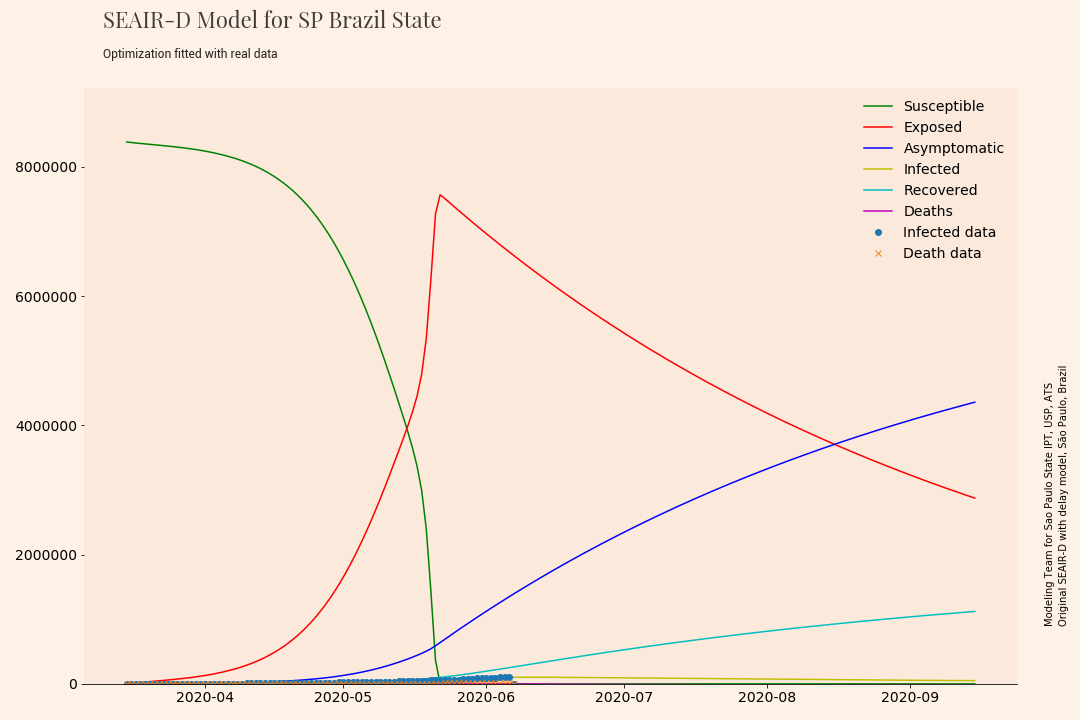 SEAIR-D Model for SP Brazil State
Optimization fitted with real data
Susceptible
Exposed
Asymptomatic
Infected
Recovered
Deaths
Infected data
Death data
8000000
6000000
4000000
2000000
0
2020-04
2020-05
2020-06
2020-07
2020-08
2020-09
Modeling Team for Sao Paulo State IPT, USP, ATS
Original SEAIR-D with delay model, São Paulo, Brazil